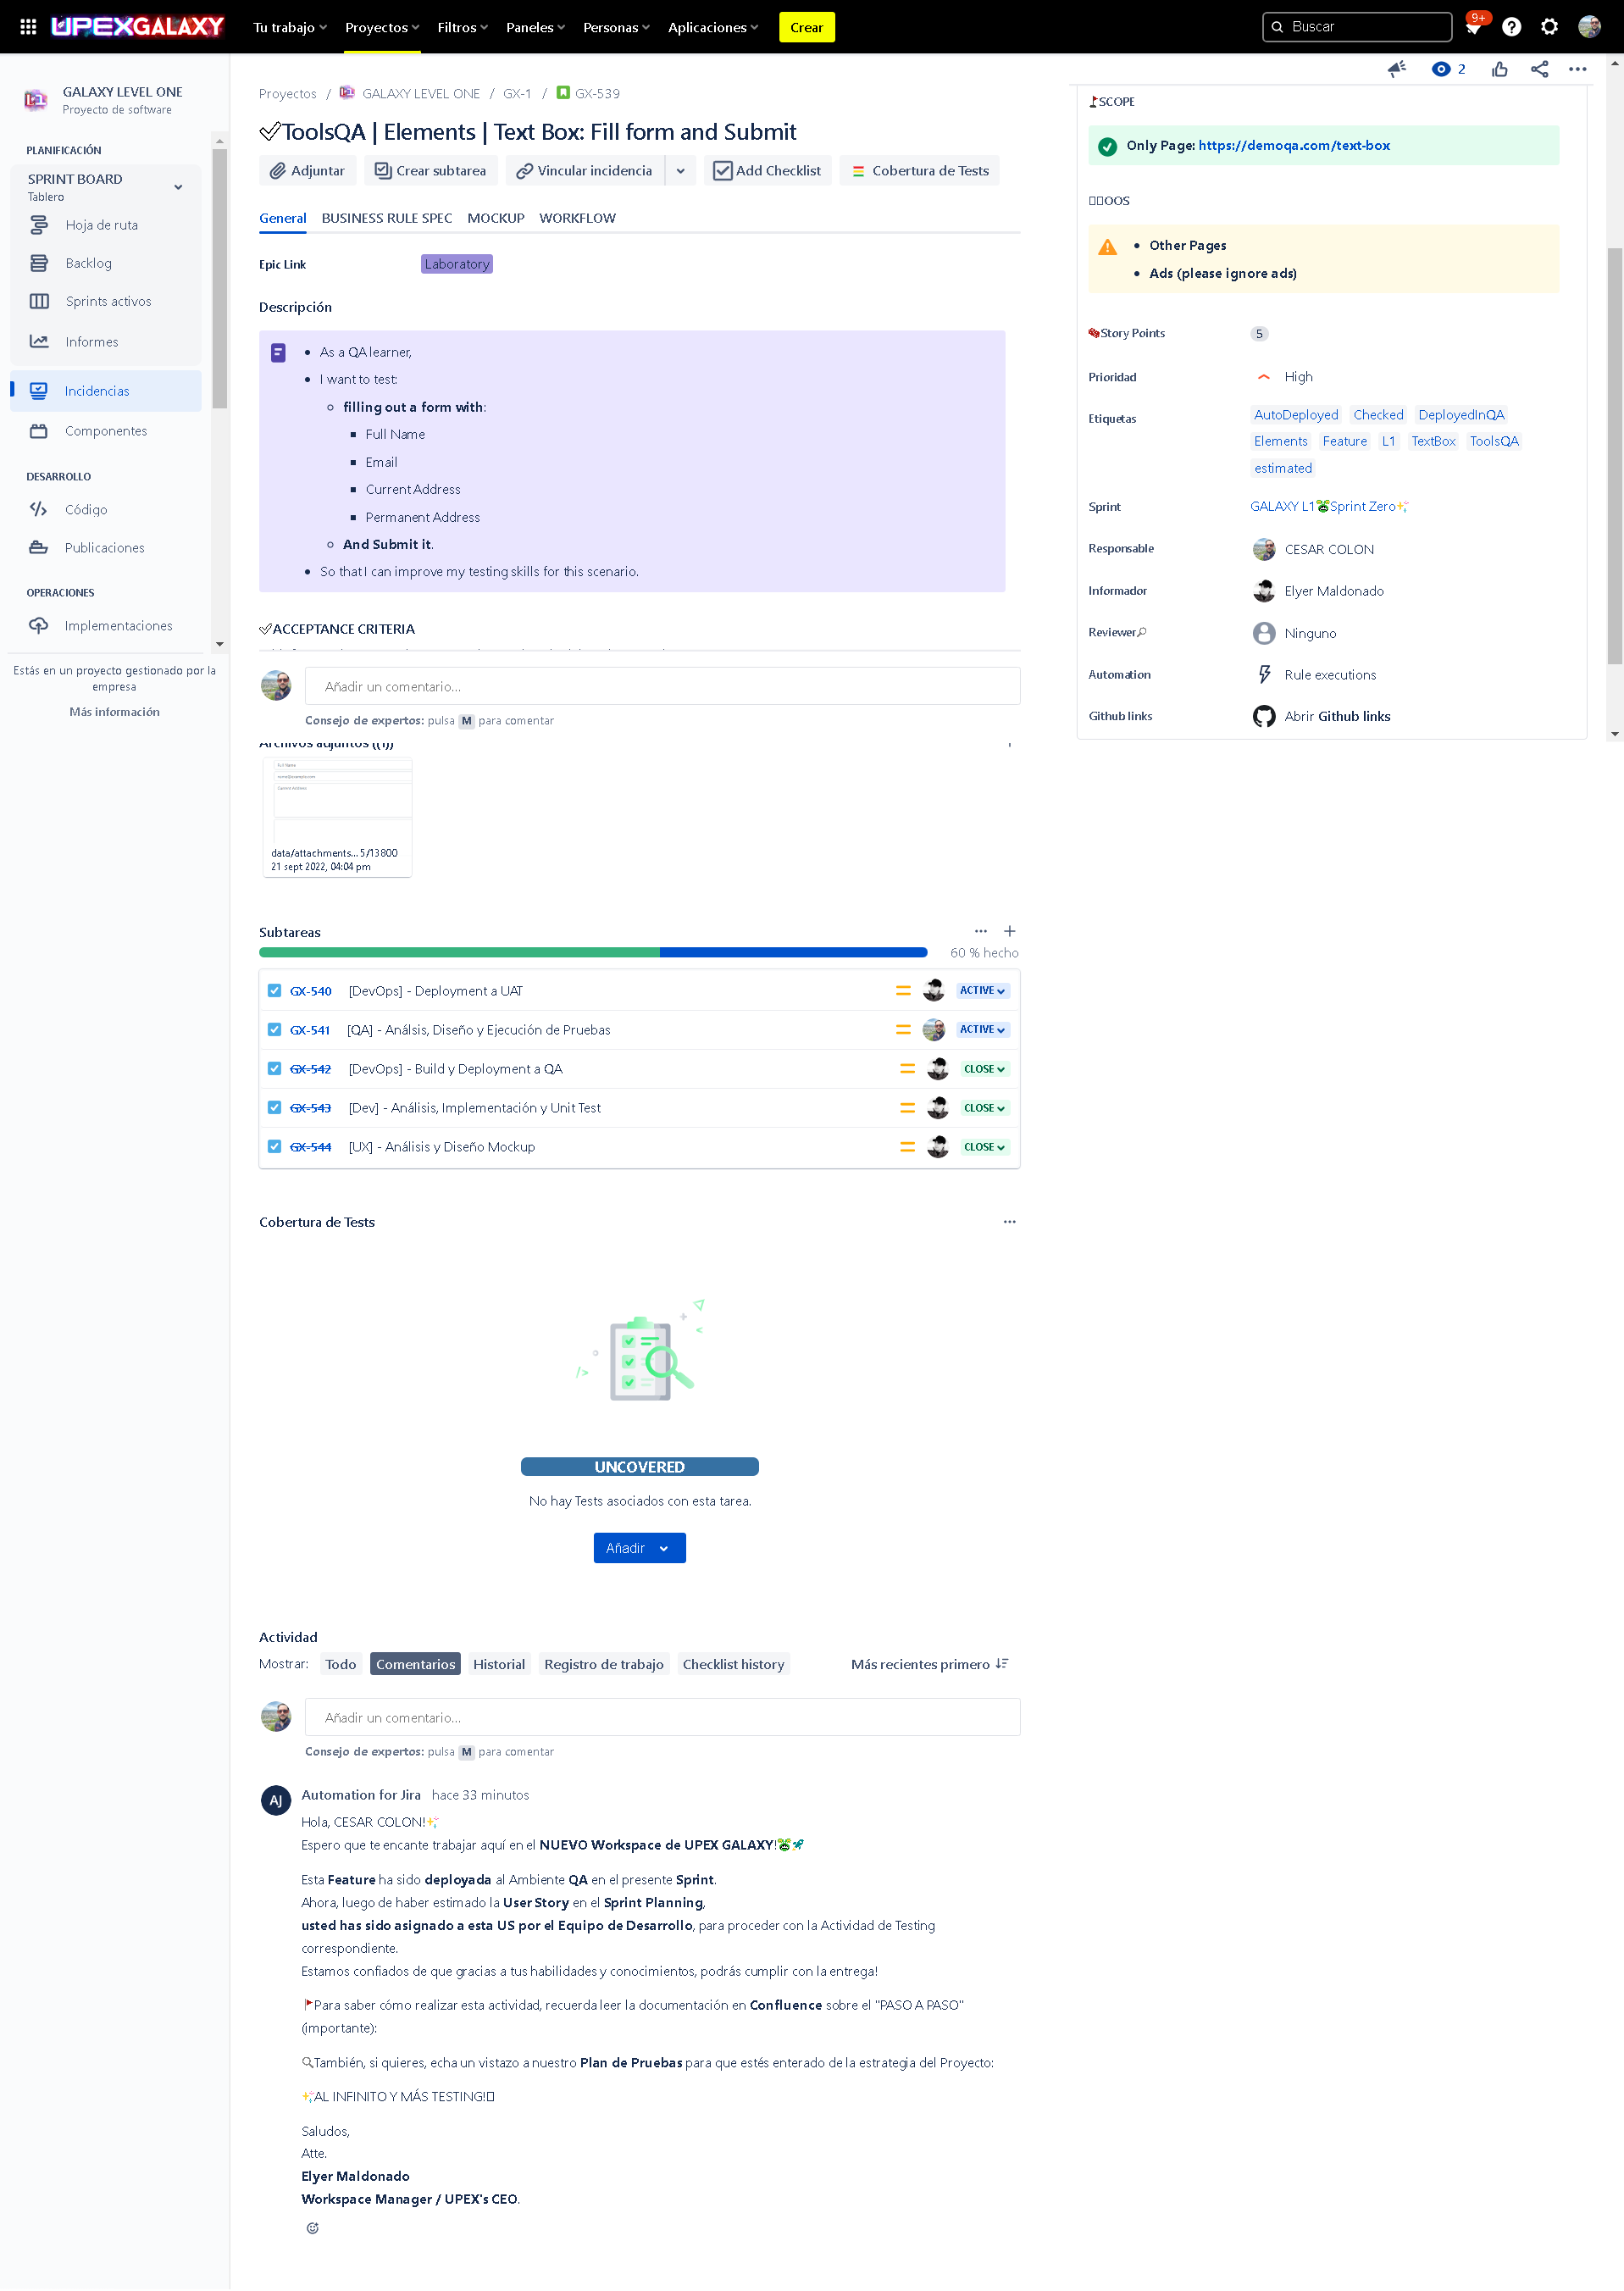 UPEXGALAXY
Tu trabajo
Proyectos
Filtros
Paneles
Personas
Aplicaciones
Crear
Buscar
9+
GALAXY LEVEL ONE
Proyecto de software
PLANIFICACIÓN
SPRINT BOARD
Tablero
Hoja de ruta
Backlog
Sprints activos
Informes
Incidencias
Componentes
DESARROLLO
Código
Publicaciones
OPERACIONES
Implementaciones
Estás en un proyecto gestionado por la
empresa
Más información
Proyectos / GALAXY LEVEL ONE / GX-1 / GX-539
ToolsQA | Elements | Text Box: Fill form and Submit
Adjuntar
Crear subtarea
Vincular incidencia
Add Checklist
Cobertura de Tests
General
BUSINESS RULE SPEC
MOCKUP
WORKFLOW
Epic Link
Laboratory
Descripción
As a QA learner,
I want to test:
filling out a form with:
Full Name
Email
Current Address
Permanent Address
And Submit it.
So that I can improve my testing skills for this scenario.
ACCEPTANCE CRITERIA
Añadir un comentario...
Consejo de expertos: pulsa M para comentar
Archivos adjuntos ((1))
Full Name
name@example.com
Current Address
data/attachments... 5/13800
21 sept 2022, 04:04 pm
Subtareas
60 % hecho
GX-540 [DevOps] - Deployment a UAT ACTIVE
GX-541 [QA] - Análsis, Diseño y Ejecución de Pruebas ACTIVE
GX-542 [DevOps] - Build y Deployment a QA CLOSE
GX-543 [Dev] - Análisis, Implementación y Unit Test CLOSE
GX-544 [UX] - Análisis y Diseño Mockup CLOSE
Cobertura de Tests
UNCOVERED
No hay Tests asociados con esta tarea.
Añadir
Actividad
Mostrar: Todo Comentarios Historial Registro de trabajo Checklist history Más recientes primero
Añadir un comentario...
Consejo de expertos: pulsa M para comentar
AJ
Automation for Jira hace 33 minutos
Hola, CESAR COLON!
Espero que te encante trabajar aquí en el NUEVO Workspace de UPEX GALAXY!
Esta Feature ha sido deployada al Ambiente QA en el presente Sprint.
Ahora, luego de haber estimado la User Story en el Sprint Planning,
usted has sido asignado a esta US por el Equipo de Desarrollo, para proceder con la Actividad de Testing
correspondiente.
Estamos confiados de que gracias a tus habilidades y conocimientos, podrás cumplir con la entrega!
Para saber cómo realizar esta actividad, recuerda leer la documentación en Confluence sobre el "PASO A PASO"
(importante):
También, si quieres, echa un vistazo a nuestro Plan de Pruebas para que estés enterado de la estrategia del Proyecto:
AL INFINITO Y MÁS TESTING!
Saludos,
Atte.
Elyer Maldonado
Workspace Manager / UPEX's CEO.
2
SCOPE
Only Page: https://demoqa.com/text-box
OOS
Other Pages
Ads (please ignore ads)
Story Points 5
Prioridad High
Etiquetas AutoDeployed Checked DeployedInQA
Elements Feature L1 TextBox ToolsQA
estimated
Sprint GALAXY L1 Sprint Zero
Responsable CESAR COLON
Informador Elyer Maldonado
Reviewer Ninguno
Automation Rule executions
Github links Abrir Github links